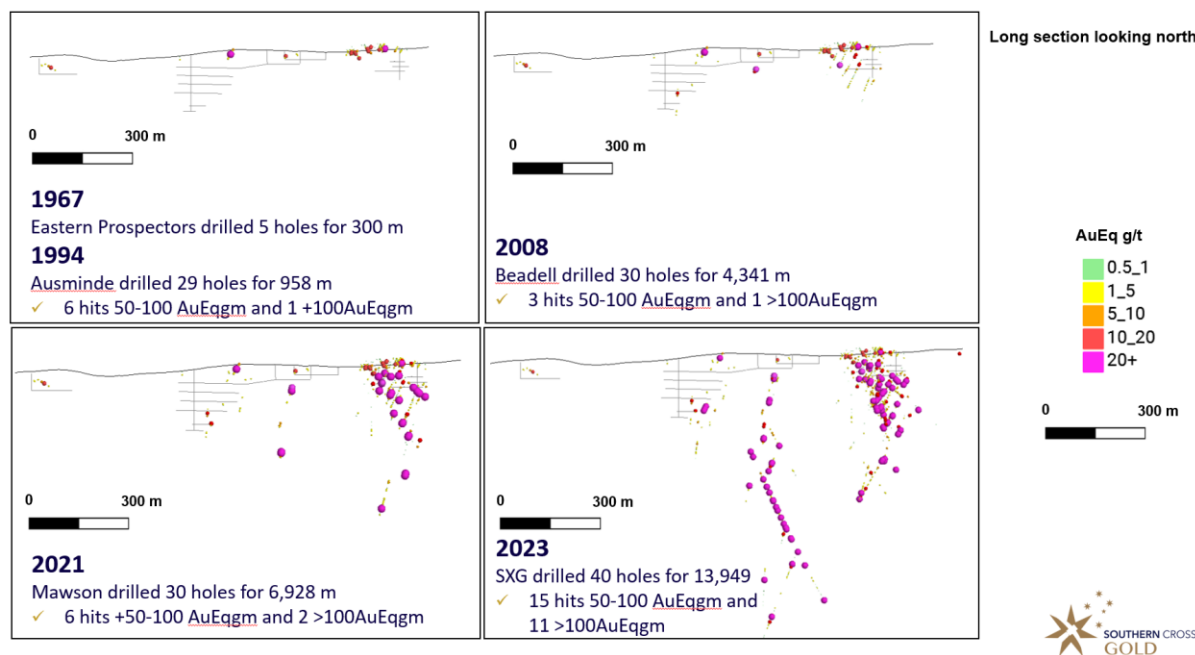 Long section looking north
0 300 m
1967
Eastern Prospectors drilled 5 holes for 300 m
1994
Ausminde drilled 29 holes for 958 m
✓ 6 hits 50-100 AuEqgm and 1 +100AuEqgm
0 300 m
2008
Beadell drilled 30 holes for 4,341 m
✓ 3 hits 50-100 AuEqgm and 1 >100AuEqgm
AuEq g/t
0.5_1
1_5
5_10
10_20
20+
0 300 m
0 300 m
2021
Mawson drilled 30 holes for 6,928 m
✓ 6 hits +50-100 AuEqgm and 2 >100AuEqgm
0 300 m
2023
SXG drilled 40 holes for 13,949
✓ 15 hits 50-100 AuEqgm and
11 >100AuEqgm
SOUTHERN CROSS
GOLD